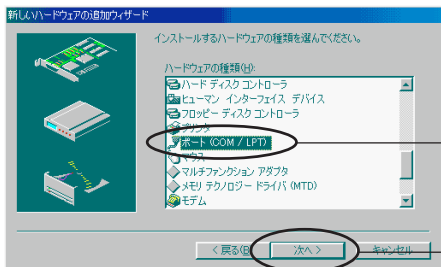 新しいハードウェアの追加ウィザード
インストールするハードウェアの種類を選んでください。
ハードウェアの種類(H):
ハード ディスク コントローラ
ヒューマン インターフェイス デバイス
フロッピー ディスク コントローラ
プリンタ
ポート (COM / LPT)
マウス
マルチファンクション アダプタ
メモリ テクノロジー ドライバ (MTD)
モデム
< 戻る(B)
次へ >
キャンセル